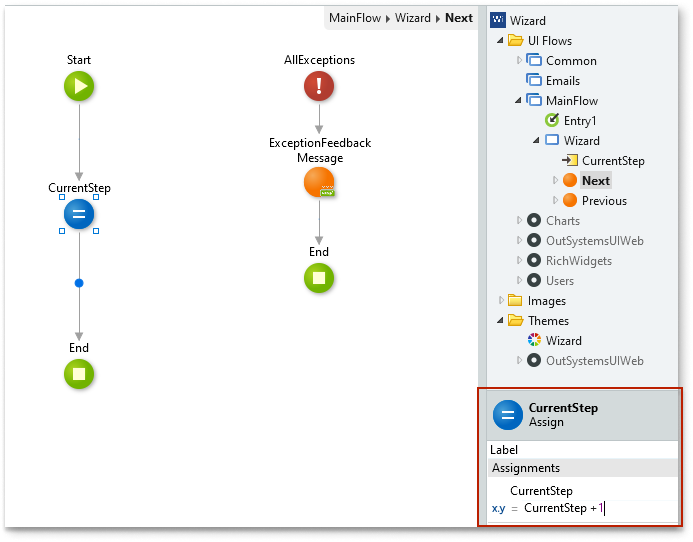 MainFlow ▸ Wizard ▸ Next
Start
CurrentStep
End
AllExceptions
ExceptionFeedback
Message
End
Wizard
UI Flows
Common
Emails
MainFlow
Entry1
Wizard
CurrentStep
Next
Previous
Charts
OutSystemsUIWeb
RichWidgets
Users
Images
Themes
Wizard
OutSystemsUIWeb
CurrentStep
Assign
Label
Assignments
CurrentStep
x.y = CurrentStep +1